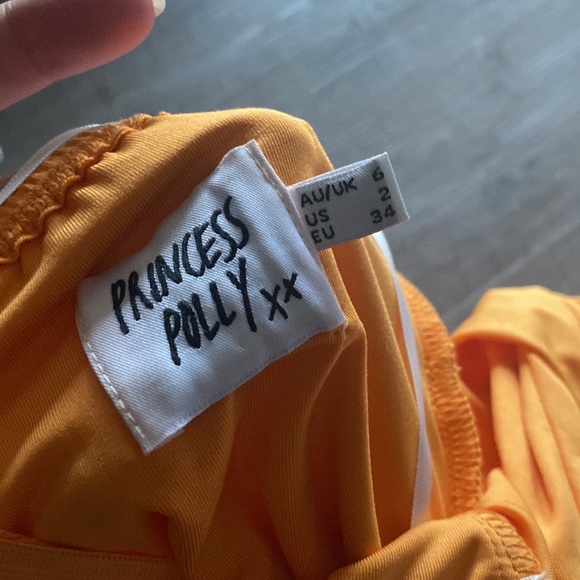 PRINCESS
POLLY xx
AU/UK 6
US 2
EU 34